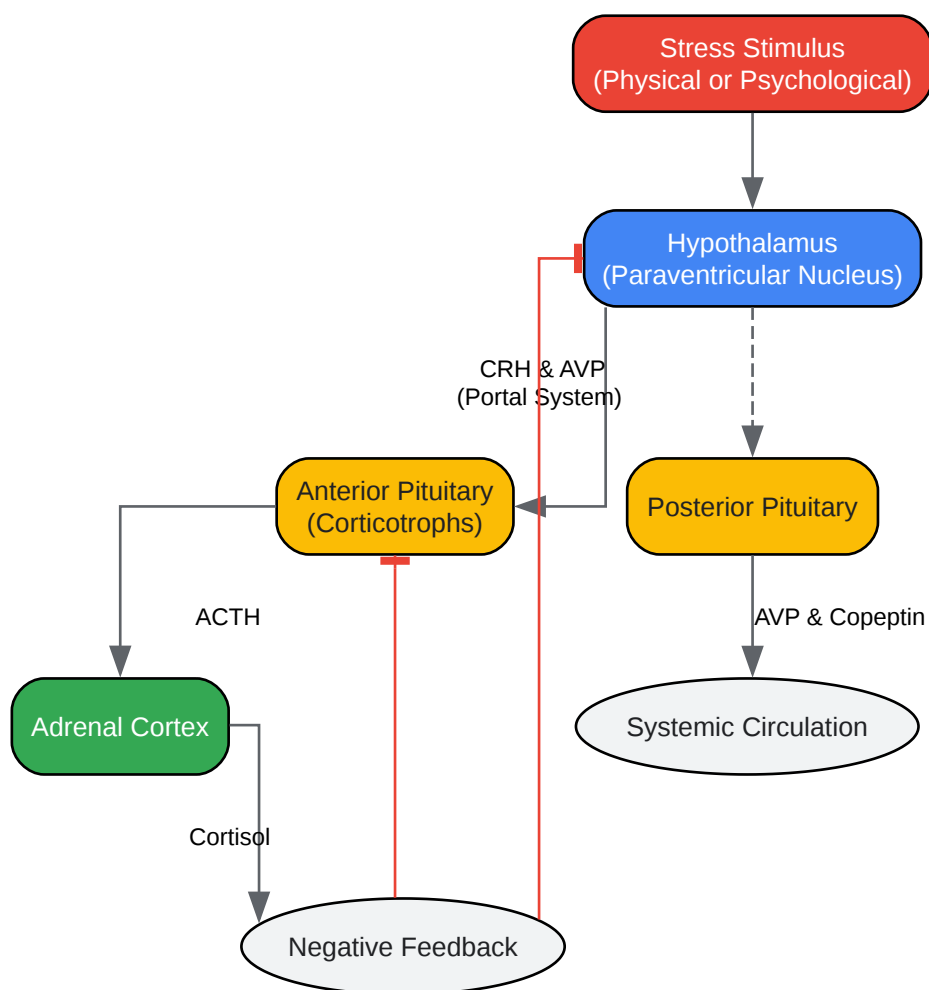 Stress Stimulus
(Physical or Psychological)
Hypothalamus
(Paraventricular Nucleus)
CRH & AVP
(Portal System)
Anterior Pituitary
(Corticotrophs)
Posterior Pituitary
ACTH
AVP & Copeptin
Adrenal Cortex
Systemic Circulation
Cortisol
Negative Feedback